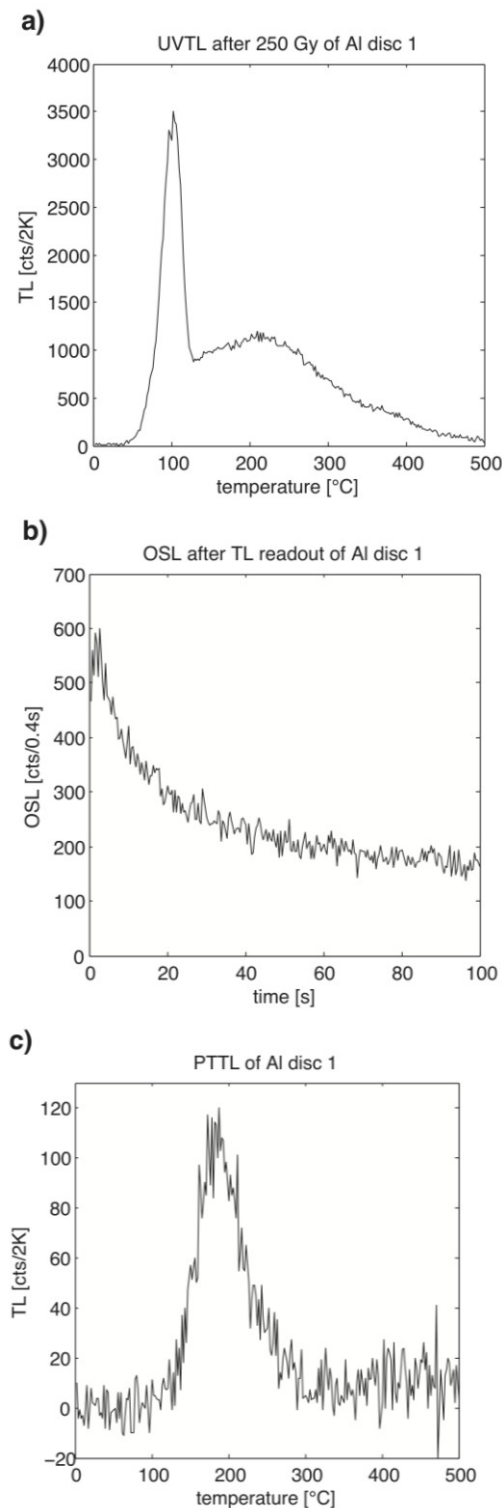 a)
UVTL after 250 Gy of Al disc 1
4000
3500
3000
2500
2000
1500
1000
500
0
TL [cts/2K]
0 100 200 300 400 500
temperature [°C]
b)
OSL after TL readout of Al disc 1
700
600
500
400
300
200
100
0
OSL [cts/0.4s]
0 20 40 60 80 100
time [s]
c)
PTTL of Al disc 1
120
100
80
60
40
20
0
−20
TL [cts/2K]
0 100 200 300 400 500
temperature [°C]